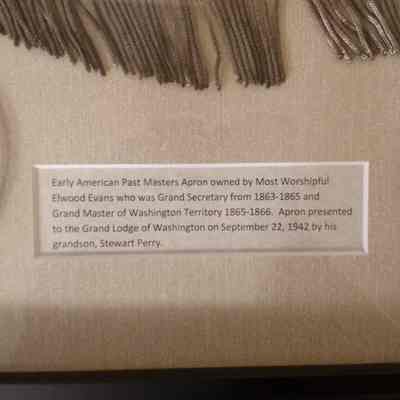 Early American Past Masters Apron owned by Most Worshipful
Elwood Evans who was Grand Secretary from 1863-1865 and
Grand Master of Washington Territory 1865-1866.  Apron presented
to the Grand Lodge of Washington on September 22, 1942 by his
grandson, Stewart Perry.